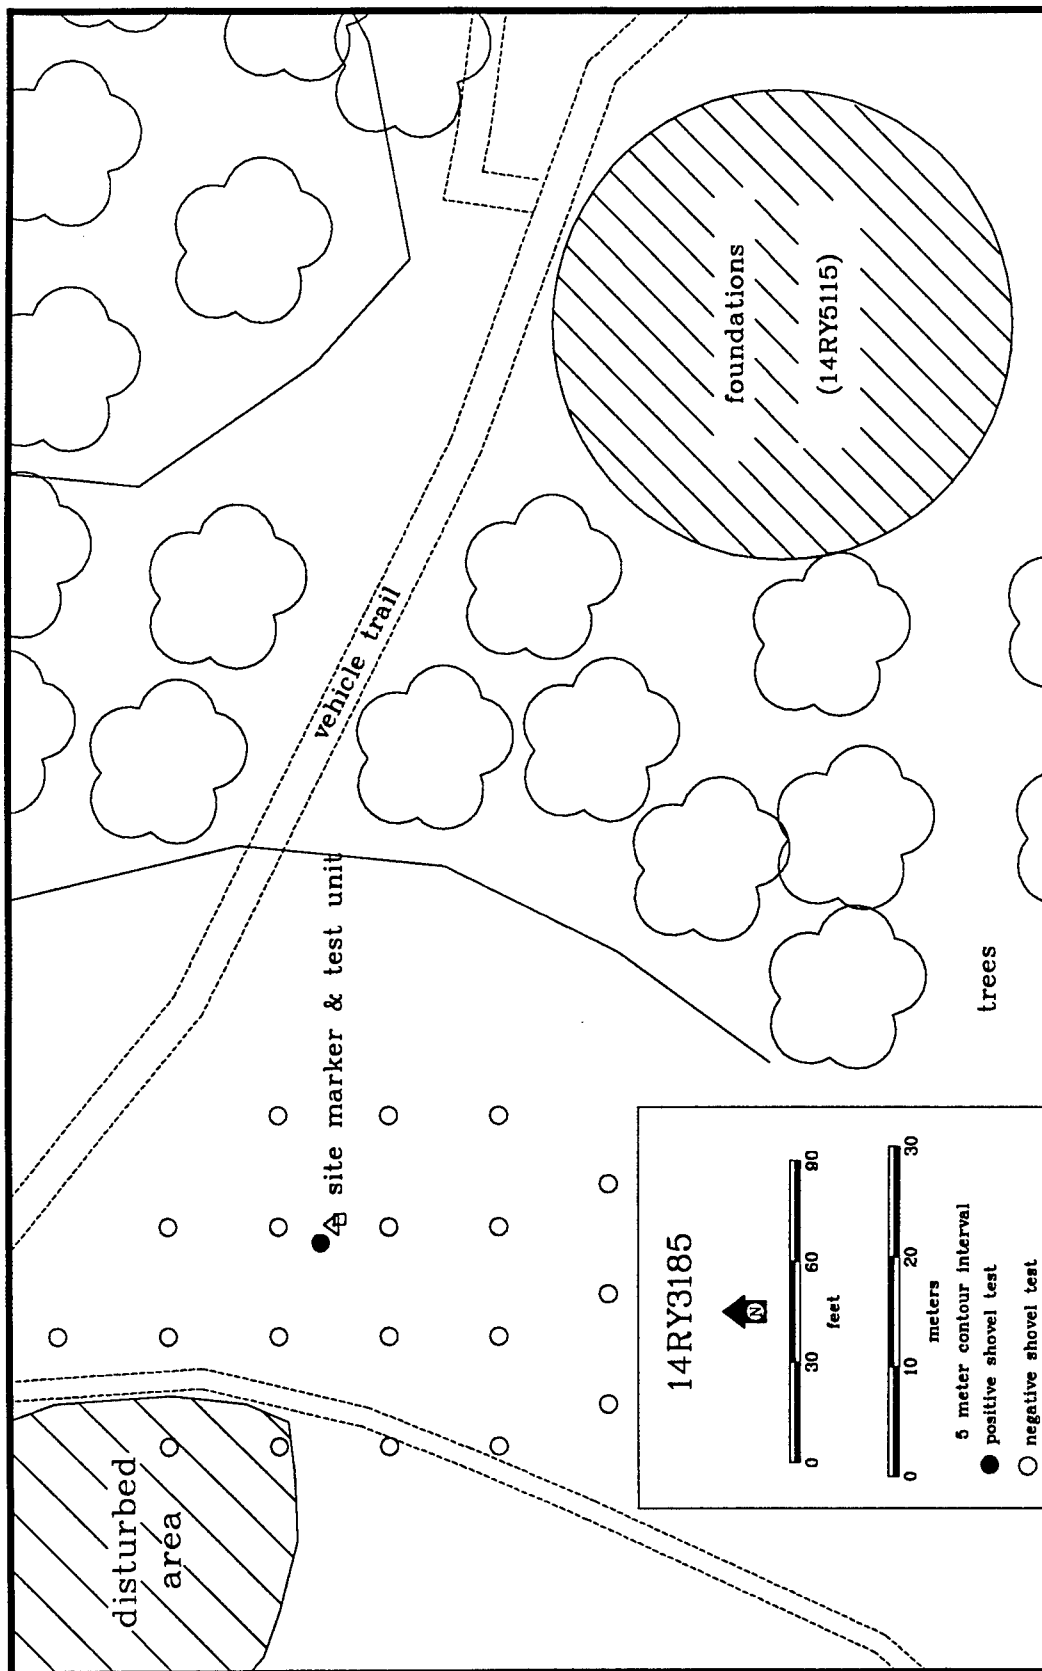 disturbed
area
site marker & test unit
vehicle trail
foundations
(14RY5115)
trees
14RY3185
N
0 30 60 90
feet
0 10 20 30
meters
5 meter contour interval
positive shovel test
negative shovel test